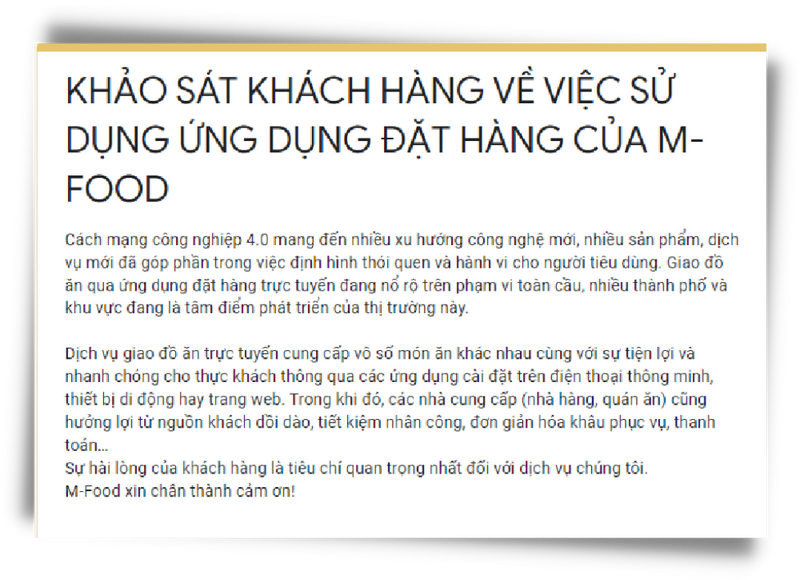 KHẢO SÁT KHÁCH HÀNG VỀ VIỆC SỬ
DỤNG ỨNG DỤNG ĐẶT HÀNG CỦA M-
FOOD
Cách mạng công nghiệp 4.0 mang đến nhiều xu hướng công nghệ mới, nhiều sản phẩm, dịch
vụ mới đã góp phần trong việc định hình thói quen và hành vi cho người tiêu dùng. Giao đồ
ăn qua ứng dụng đặt hàng trực tuyến đang nổ rộ trên phạm vi toàn cầu, nhiều thành phố và
khu vực đang là tâm điểm phát triển của thị trường này.
Dịch vụ giao đồ ăn trực tuyến cung cấp vô số món ăn khác nhau cùng với sự tiện lợi và
nhanh chóng cho thực khách thông qua các ứng dụng cài đặt trên điện thoại thông minh,
thiết bị di động hay trang web. Trong khi đó, các nhà cung cấp (nhà hàng, quán ăn) cũng
hưởng lợi từ nguồn khách dồi dào, tiết kiệm nhân công, đơn giản hóa khâu phục vụ, thanh
toán...
Sự hài lòng của khách hàng là tiêu chí quan trọng nhất đối với dịch vụ chúng tôi.
M-Food xin chân thành cảm ơn!